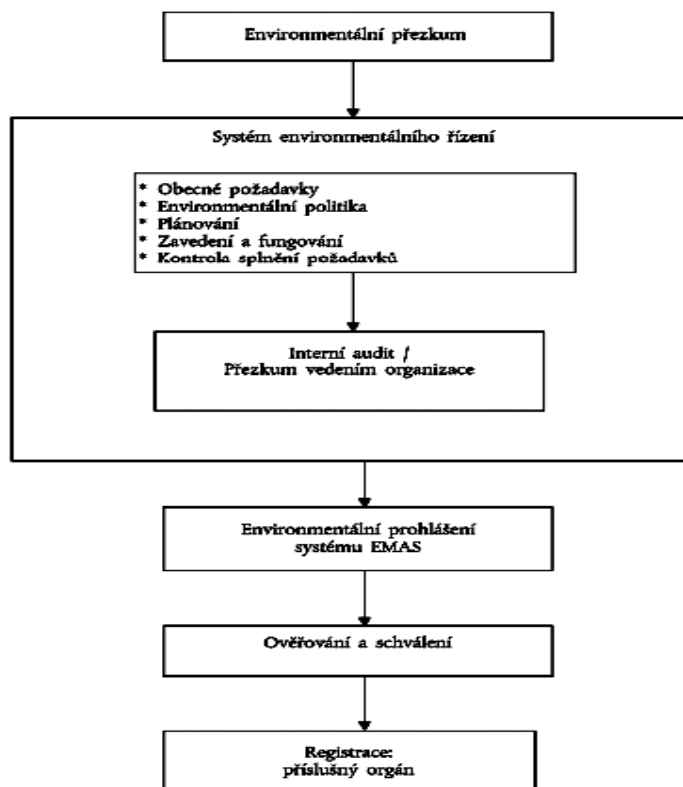 Environmentální přezkum
Systém environmentálního řízení
* Obecné požadavky
* Environmentální politika
* Plánování
* Zavedení a fungování
* Kontrola splnění požadavků
Interní audit /
Přezkum vedením organizace
Environmentální prohlášení
systému EMAS
Ověřování a schválení
Registrace:
příslušný orgán